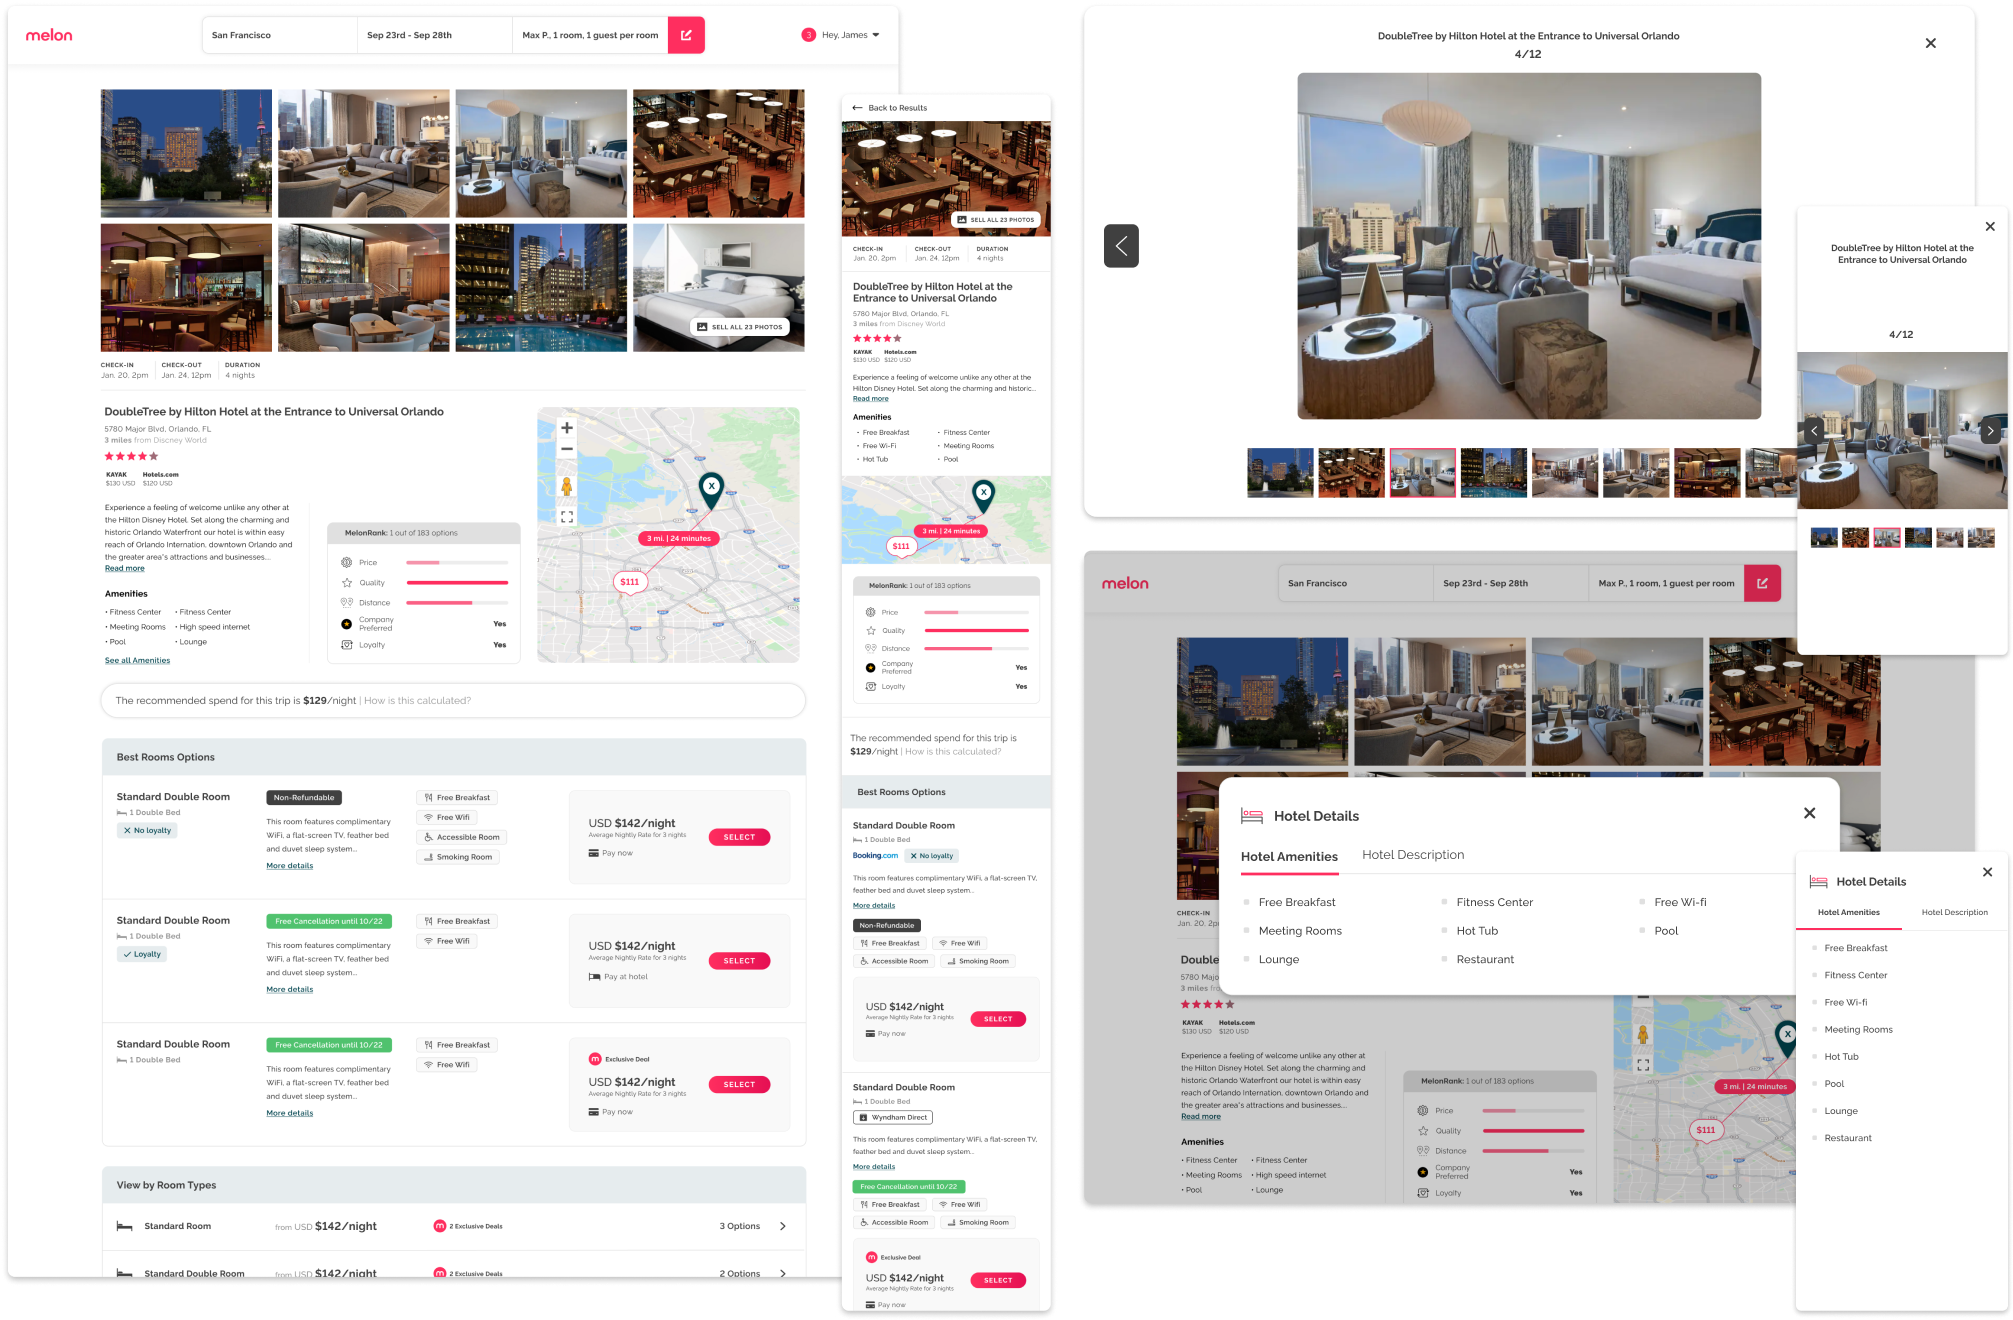 melon
San Francisco
Sep 23rd - Sep 28th
Max P., 1 room, 1 guest per room
3 Hey, James
SELL ALL 23 PHOTOS
CHECK-IN CHECK-OUT DURATION
Jan. 20, 2pm Jan. 24, 12pm 4 nights
DoubleTree by Hilton Hotel at the Entrance to Universal Orlando
5780 Major Blvd, Orlando, FL
3 miles from Discney World
KAYAK Hotels.com
$130 USD $120 USD
Experience a feeling of welcome unlike any other at
the Hilton Disney Hotel. Set along the charming and
historic Orlando Waterfront our hotel is within easy
reach of Orlando Internation, downtown Orlando and
the greater area's attractions and businesses...
Read more
Amenities
• Fitness Center • Fitness Center
• Meeting Rooms • High speed internet
• Pool • Lounge
See all Amenities
MelonRank: 1 out of 183 options
Price
Quality
Distance
Company
Preferred Yes
Loyalty Yes
X
3 mi. | 24 minutes
$111
The recommended spend for this trip is $129/night | How is this calculated?
Best Rooms Options
Standard Double Room
1 Double Bed
No loyalty
Non-Refundable
This room features complimentary
WiFi, a flat-screen TV, feather bed
and duvet sleep system...
More details
Free Breakfast
Free Wifi
Accessible Room
Smoking Room
USD $142/night
Average Nightly Rate for 3 nights
Pay now
SELECT
Standard Double Room
1 Double Bed
Loyalty
Free Cancellation until 10/22
This room features complimentary
WiFi, a flat-screen TV, feather bed
and duvet sleep system...
More details
Free Breakfast
Free Wifi
USD $142/night
Average Nightly Rate for 3 nights
Pay at hotel
SELECT
Standard Double Room
1 Double Bed
Free Cancellation until 10/22
This room features complimentary
WiFi, a flat-screen TV, feather bed
and duvet sleep system...
More details
Free Breakfast
Free Wifi
m Exclusive Deal
USD $142/night
Average Nightly Rate for 3 nights
Pay now
SELECT
View by Room Types
Standard Room from USD $142/night m 2 Exclusive Deals 3 Options
Standard Double Room from USD $142/night m 2 Exclusive Deals 2 Options
Back to Results
SELL ALL 23 PHOTOS
CHECK-IN CHECK-OUT DURATION
Jan. 20, 2pm Jan. 24, 12pm 4 nights
DoubleTree by Hilton Hotel at the
Entrance to Universal Orlando
5780 Major Blvd, Orlando, FL
3 miles from Discney World
KAYAK Hotels.com
$130 USD $120 USD
Experience a feeling of welcome unlike any other at the
Hilton Disney Hotel. Set along the charming and historic...
Read more
Amenities
• Free Breakfast • Fitness Center
• Free Wi-Fi • Meeting Rooms
• Hot Tub • Pool
X
3 mi. | 24 minutes
$111
MelonRank: 1 out of 183 options
Price
Quality
Distance
Company
Preferred Yes
Loyalty Yes
The recommended spend for this trip is
$129/night | How is this calculated?
Best Rooms Options
Standard Double Room
1 Double Bed
Booking.com No loyalty
This room features complimentary WiFi, a flat-screen TV,
feather bed and duvet sleep system...
More details
Non-Refundable
Free Breakfast Free Wifi
Accessible Room Smoking Room
USD $142/night
Average Nightly Rate for 3 nights
Pay now
SELECT
Standard Double Room
1 Double Bed
Wyndham Direct
This room features complimentary WiFi, a flat-screen TV,
feather bed and duvet sleep system...
More details
Free Cancellation until 10/22
Free Breakfast Free Wifi
Accessible Room Smoking Room
m Exclusive Deal
USD $142/night
Average Nightly Rate for 3 nights
Pay now
SELECT
DoubleTree by Hilton Hotel at the Entrance to Universal Orlando
4/12
DoubleTree by Hilton Hotel at the
Entrance to Universal Orlando
4/12
melon
San Francisco
Sep 23rd - Sep 28th
Max P., 1 room, 1 guest per room
Hotel Details
Hotel Amenities Hotel Description
Free Breakfast Fitness Center Free Wi-fi
Meeting Rooms Hot Tub Pool
Lounge Restaurant
CHECK-IN
Jan. 20, 2p
Double
5780 Majo
3 miles fro
KAYAK Hotels.com
$130 USD $120 USD
Experience a feeling of welcome unlike any other at
the Hilton Disney Hotel. Set along the charming and
historic Orlando Waterfront our hotel is within easy
reach of Orlando Internation, downtown Orlando and
the greater area's attractions and businesses...
Read more
Amenities
• Fitness Center • Fitness Center
• Meeting Rooms • High speed internet
• Pool • Lounge
MelonRank: 1 out of 183 options
Price
Quality
Distance
Company
Preferred Yes
Loyalty Yes
X
3 mi. | 24 minutes
$111
Hotel Details
Hotel Amenities Hotel Description
Free Breakfast
Fitness Center
Free Wi-fi
Meeting Rooms
Hot Tub
Pool
Lounge
Restaurant